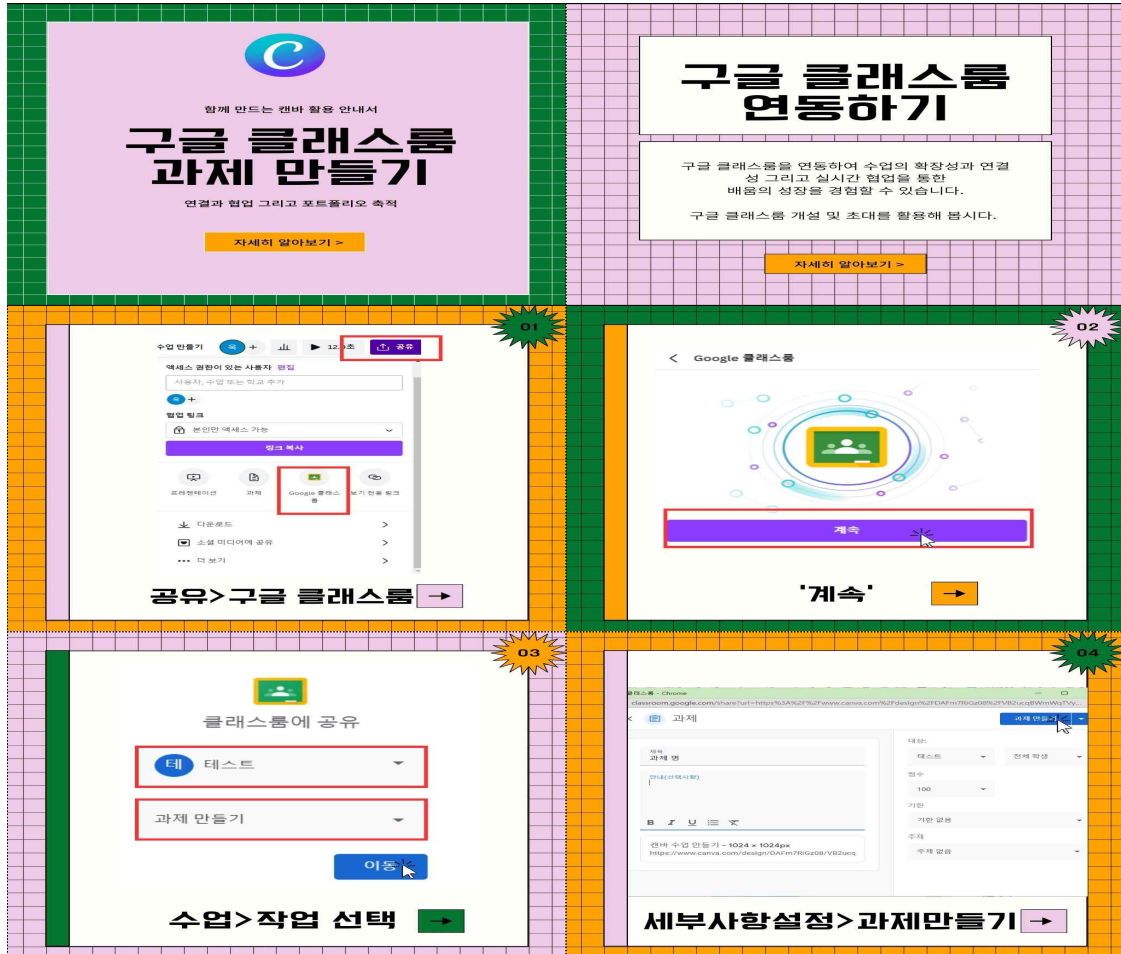 C
함께 만드는 캔바 활용 안내서
구글 클래스룸
과제 만들기
연결과 협업 그리고 포트폴리오 축적
자세히 알아보기 >
구글 클래스룸
연동하기
구글 클래스룸을 연동하여 수업의 확장성과 연결
성 그리고 실시간 협업을 통한
배움의 성장을 경험할 수 있습니다.
구글 클래스룸 개설 및 초대를 활용해 봅시다.
자세히 알아보기 >
01
수업 만들기 + 초 공유
액세스 권한이 있는 사용자 편집
사용자, 수업 또는 학교 추가
+
협업 링크
본인만 액세스 가능
링크 복사
프레젠테이션 과제 Google 클래스 보기 전용 링크
룸
다운로드 >
소셜 미디어에 공유 >
••• 더 보기 >
공유>구글 클래스룸 →
02
< Google 클래스룸
계속
'계속' →
03
클래스룸에 공유
테 테스트
과제 만들기
이동
수업>작업 선택 →
04
클래스룸 - Chrome
과제 과제 만들기
제목
과제 명
안내(선택사항)
B I U
캔바 수업 만들기 - 1024 × 1024px
대상:
테스트 전체 학생
점수
100
기한
기한 없음
주제
주제 없음
세부사항설정>과제만들기 →